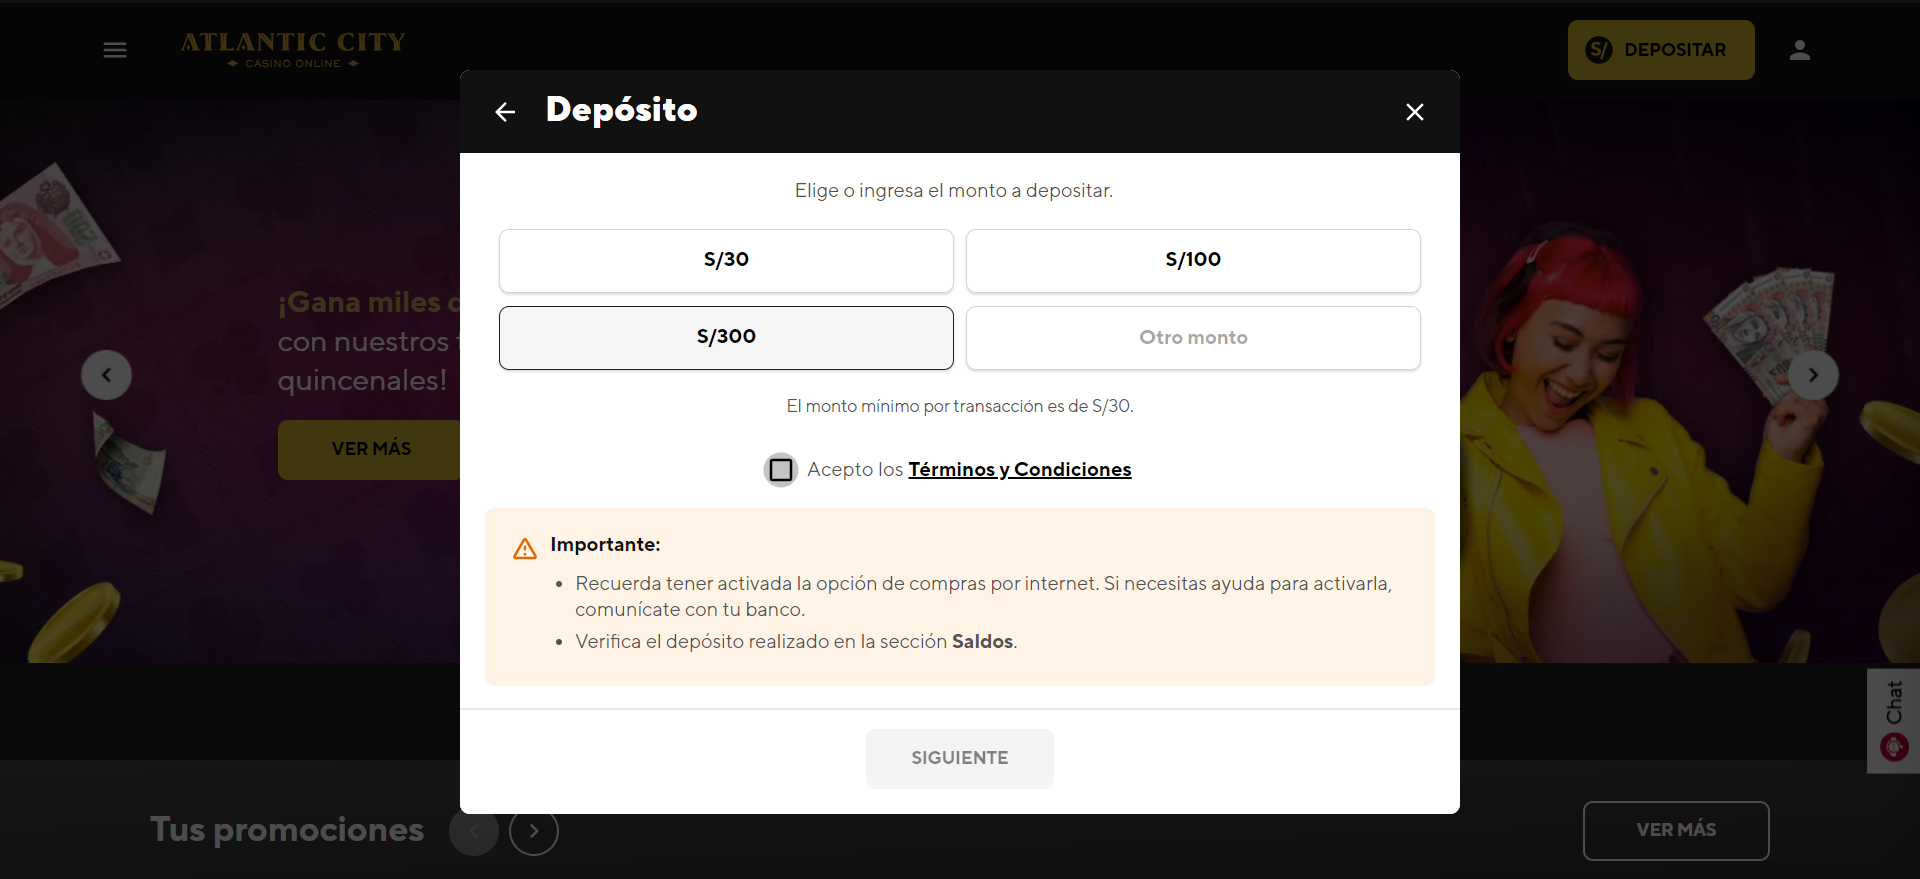 ATLANTIC CITY
CASINO ONLINE
S/ DEPOSITAR
Depósito
Elige o ingresa el monto a depositar.
S/30
S/100
S/300
Otro monto
El monto mínimo por transacción es de S/30.
Acepto los Términos y Condiciones
Importante:
• Recuerda tener activada la opción de compras por internet. Si necesitas ayuda para activarla,
comunícate con tu banco.
• Verifica el depósito realizado en la sección Saldos.
SIGUIENTE
¡Gana miles
con nuestros
quincenales!
VER MÁS
Chat
Tus promociones
VER MÁS